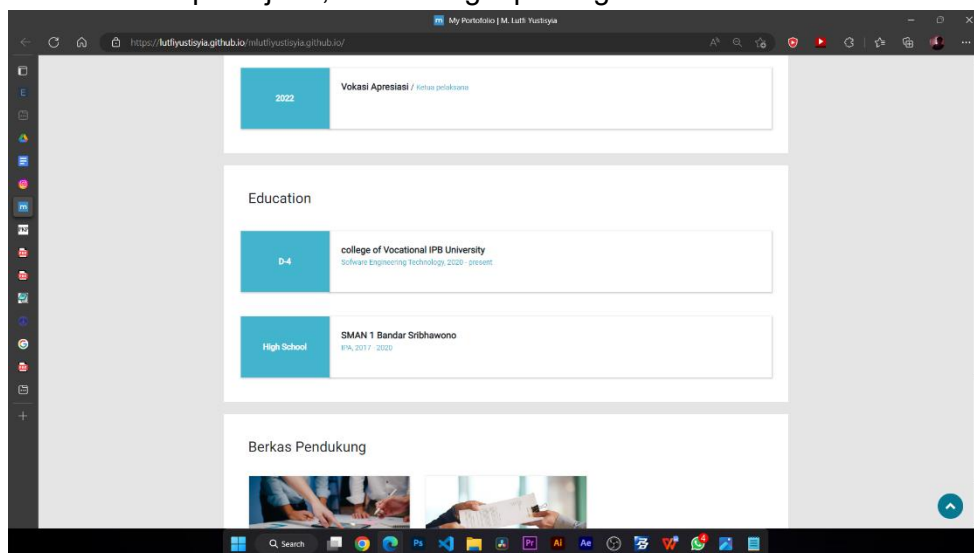 My Portofolio | M. Lutfi Yustisyia
https://lutfiyustisyia.github.io/mlutfiyustisyia.github.io/
2022
Vokasi Apresiasi / Ketua pelaksana
Education
D-4
college of Vocational IPB University
Sofware Engineering Technology, 2020 - present
High School
SMAN 1 Bandar Sribhawono
IPA, 2017 - 2020
Berkas Pendukung
Search